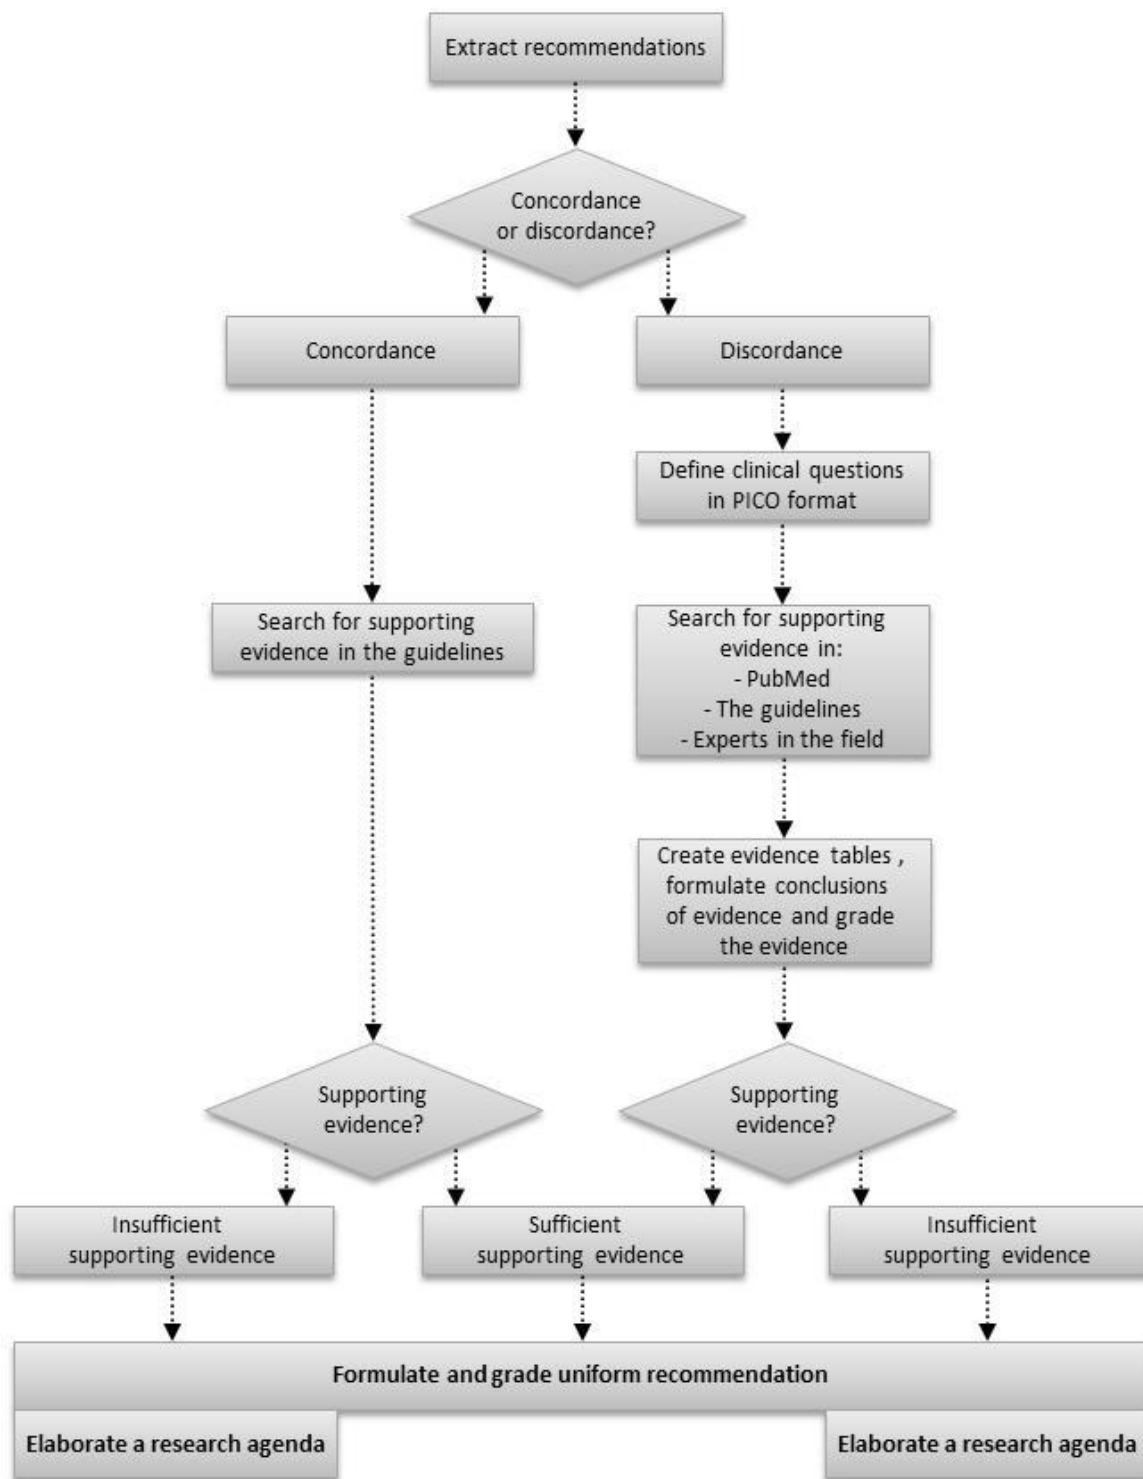 Extract recommendations
Concordance
or discordance?
Concordance
Discordance
Define clinical questions
in PICO format
Search for supporting
evidence in the guidelines
Search for supporting
evidence in:
- PubMed
- The guidelines
- Experts in the field
Create evidence tables ,
formulate conclusions
of evidence and grade
the evidence
Supporting
evidence?
Supporting
evidence?
Insufficient
supporting evidence
Sufficient
supporting evidence
Insufficient
supporting evidence
Formulate and grade uniform recommendation
Elaborate a research agenda
Elaborate a research agenda